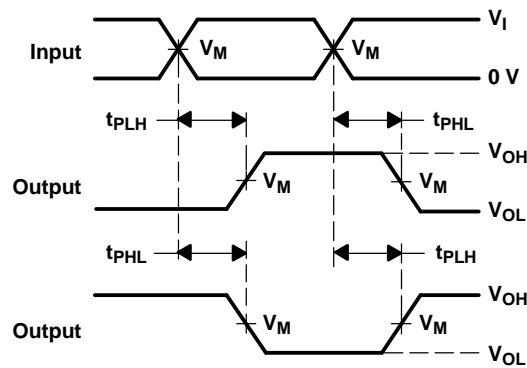 V_I
Input V_M V_M
0 V
t_PLH t_PHL
V_OH
Output V_M V_M
V_OL
t_PHL t_PLH
V_OH
Output V_M V_M
V_OL